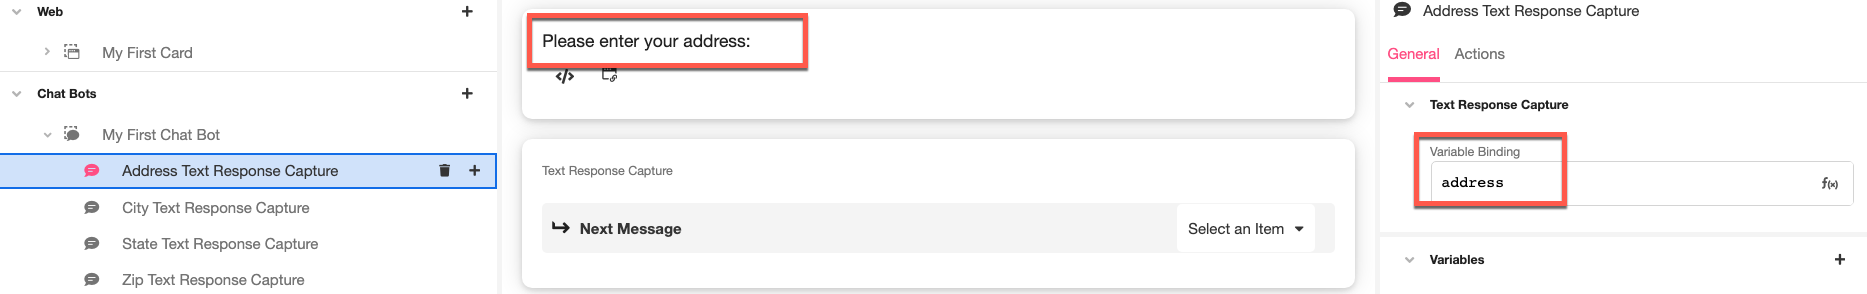 Web
My First Card
Chat Bots
My First Chat Bot
Address Text Response Capture
City Text Response Capture
State Text Response Capture
Zip Text Response Capture
Please enter your address:
Text Response Capture
Next Message
Select an Item
Address Text Response Capture
General Actions
Text Response Capture
Variable Binding
address
f(x)
Variables